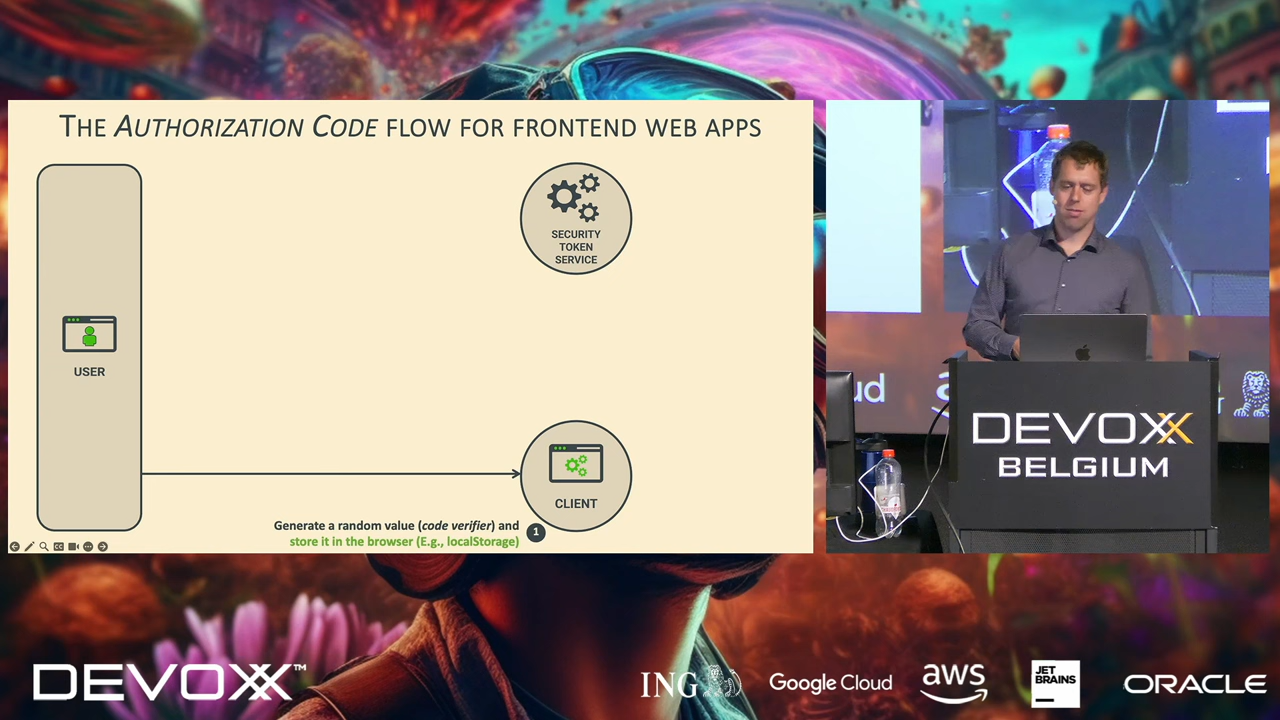 THE AUTHORIZATION CODE FLOW FOR FRONTEND WEB APPS
SECURITY
TOKEN
SERVICE
USER
CLIENT
Generate a random value (code verifier) and
store it in the browser (E.g., localStorage)
1
ud
a
DEVOXX
BELGIUM
DEVOXX™
ING
Google Cloud
aws
JET
BRAINS
ORACLE